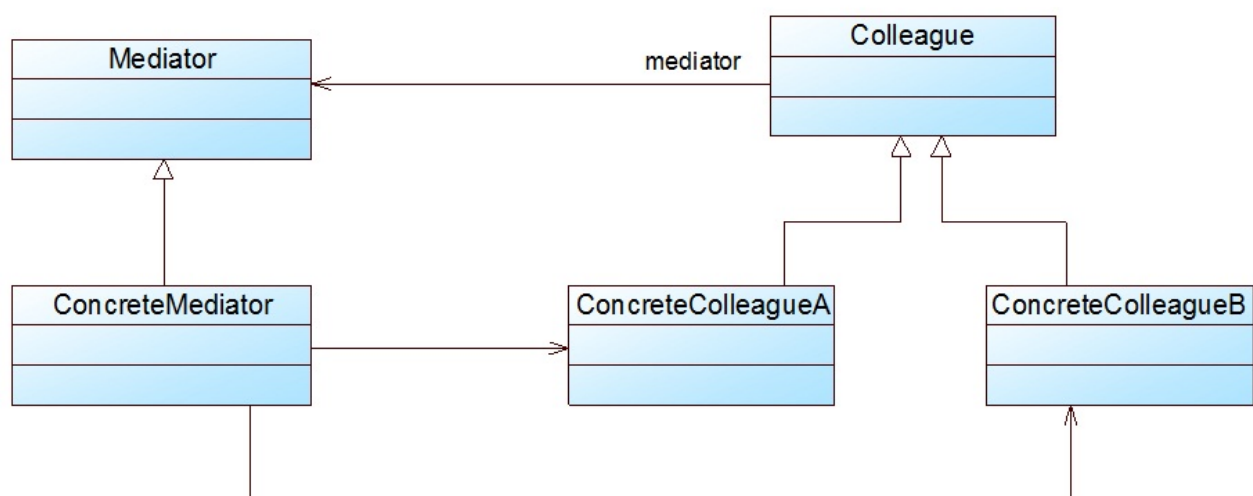 Mediator
mediator
Colleague
ConcreteMediator
ConcreteColleagueA
ConcreteColleagueB